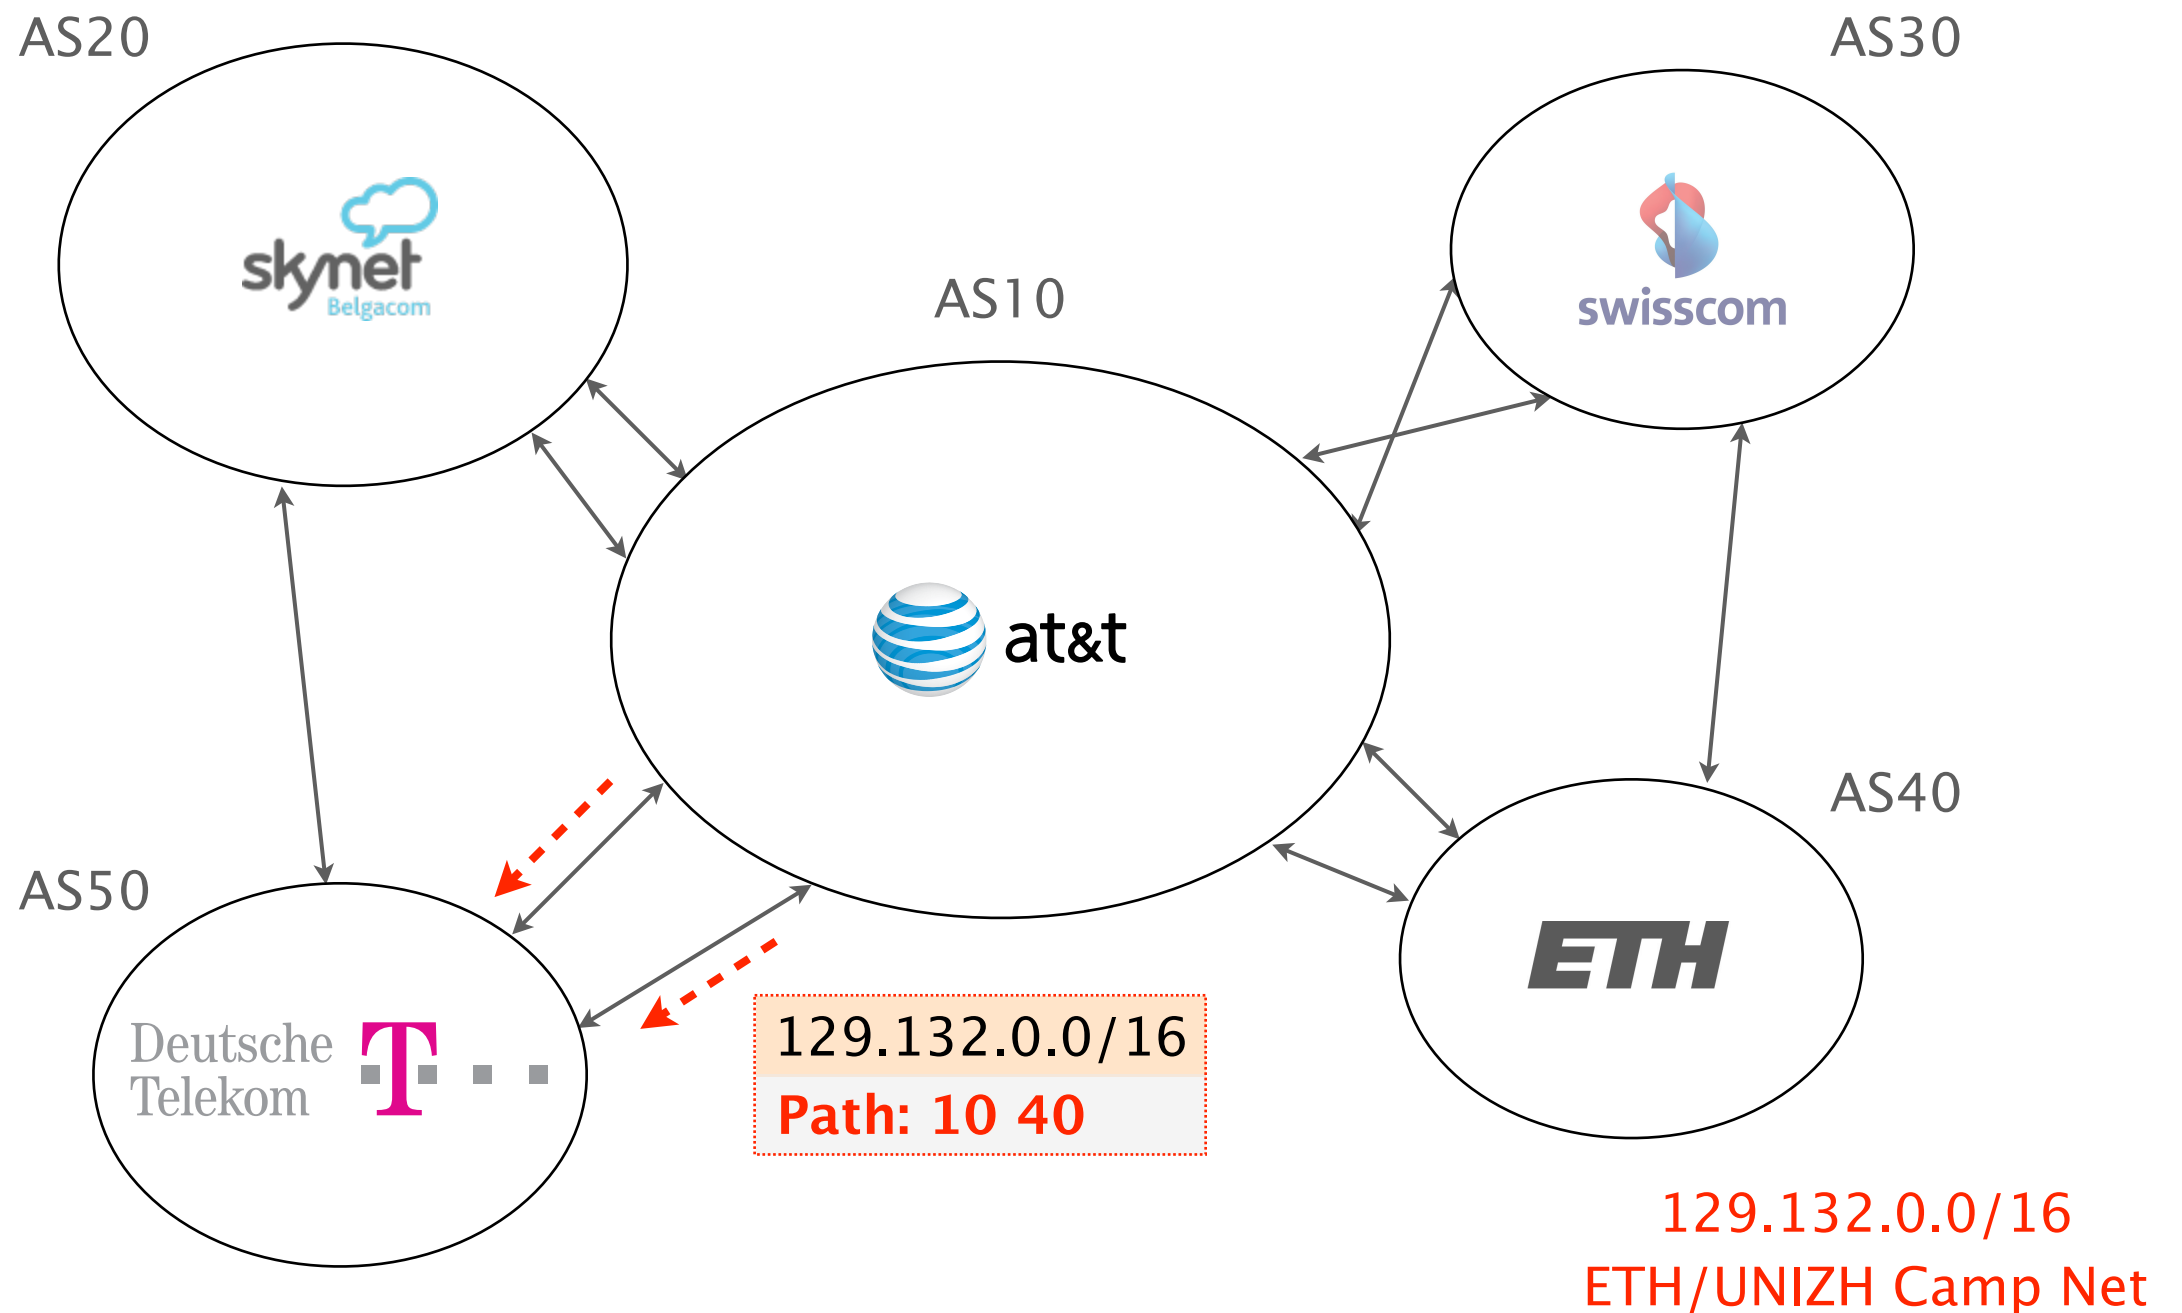 AS20
AS30
skynet
Belgacom
swisscom
AS10
at&t
AS40
AS50
ETH
Deutsche
Telekom
T
129.132.0.0/16
Path: 10 40
129.132.0.0/16
ETH/UNIZH Camp Net